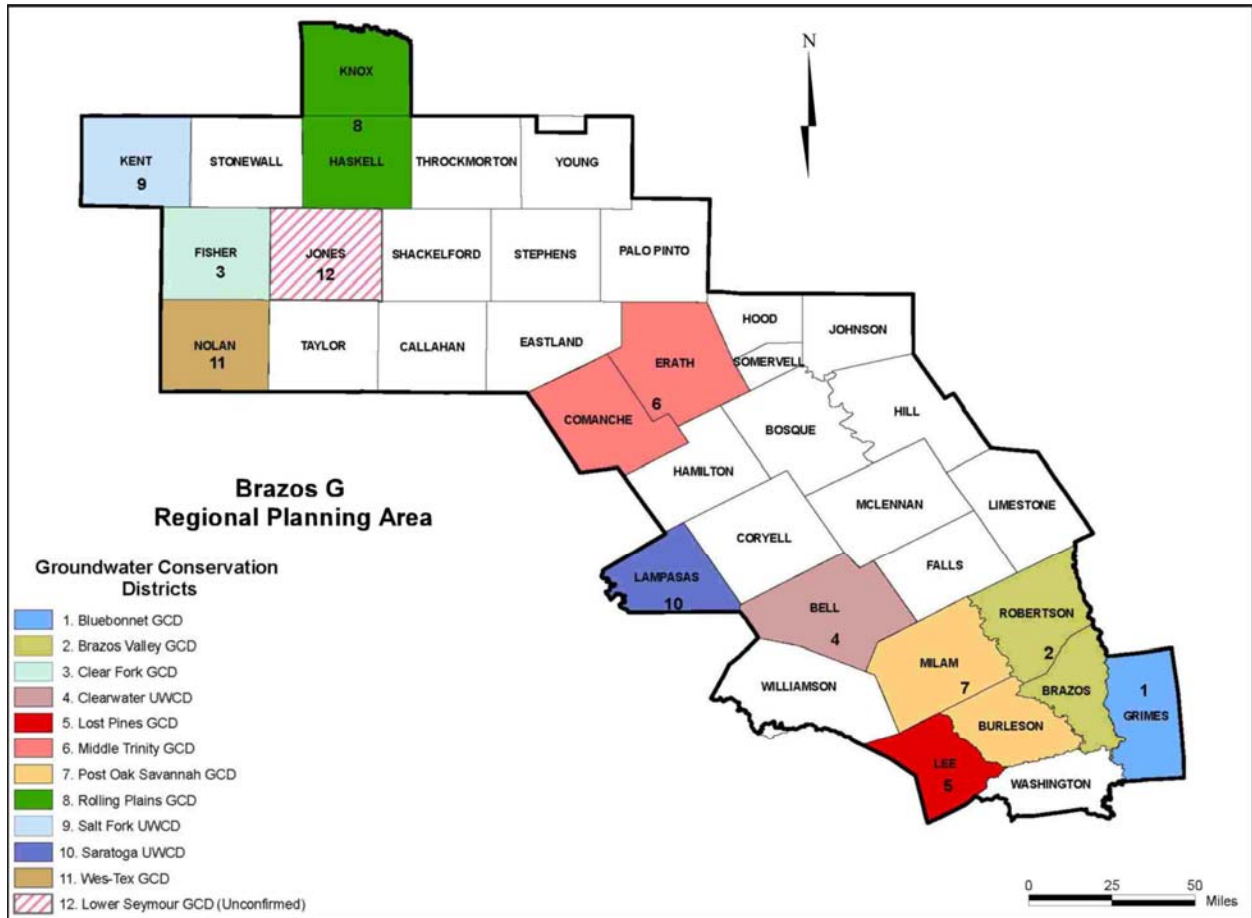 N
KNOX
8
KENT
9
STONEWALL
HASKELL
THROCKMORTON
YOUNG
FISHER
3
JONES
12
SHACKELFORD
STEPHENS
PALO PINTO
NOLAN
11
TAYLOR
CALLAHAN
EASTLAND
ERATH
6
HOOD
JOHNSON
SOMERVELL
COMANCHE
BOSQUE
HILL
HAMILTON
MCLENNAN
LIMESTONE
CORYELL
FALLS
LAMPASAS
10
BELL
4
ROBERTSON
2
MILAM
7
BRAZOS
1
GRIMES
WILLIAMSON
BURLESON
LEE
5
WASHINGTON
Brazos G
Regional Planning Area
Groundwater Conservation
Districts
1. Bluebonnet GCD
2. Brazos Valley GCD
3. Clear Fork GCD
4. Clearwater UWCD
5. Lost Pines GCD
6. Middle Trinity GCD
7. Post Oak Savannah GCD
8. Rolling Plains GCD
9. Salt Fork UWCD
10. Saratoga UWCD
11. Wes-Tex GCD
12. Lower Seymour GCD (Unconfirmed)
0 25 50
Miles